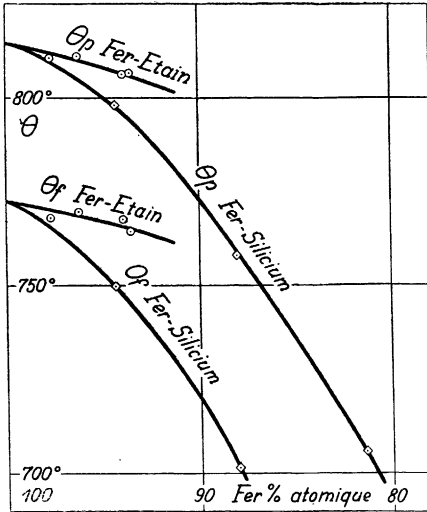 Θp Fer-Etain
800°
Θ
Θp Fer-Silicium
Θf Fer-Etain
750°
Θf Fer-Silicium
700°
100 90 Fer % atomique 80